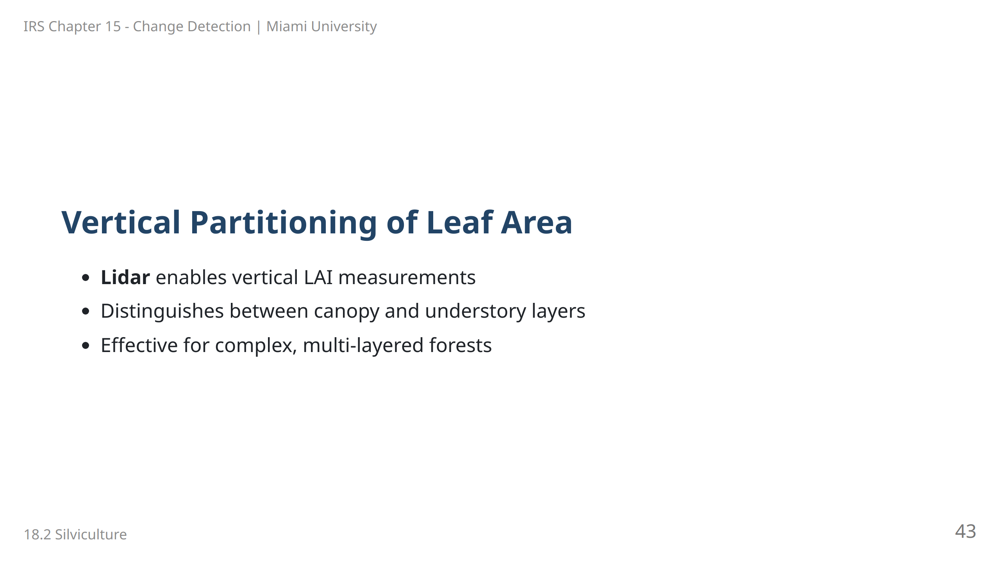 IRS Chapter 15 - Change Detection | Miami University
Vertical Partitioning of Leaf Area
• Lidar enables vertical LAI measurements
• Distinguishes between canopy and understory layers
• Effective for complex, multi-layered forests
18.2 Silviculture
43